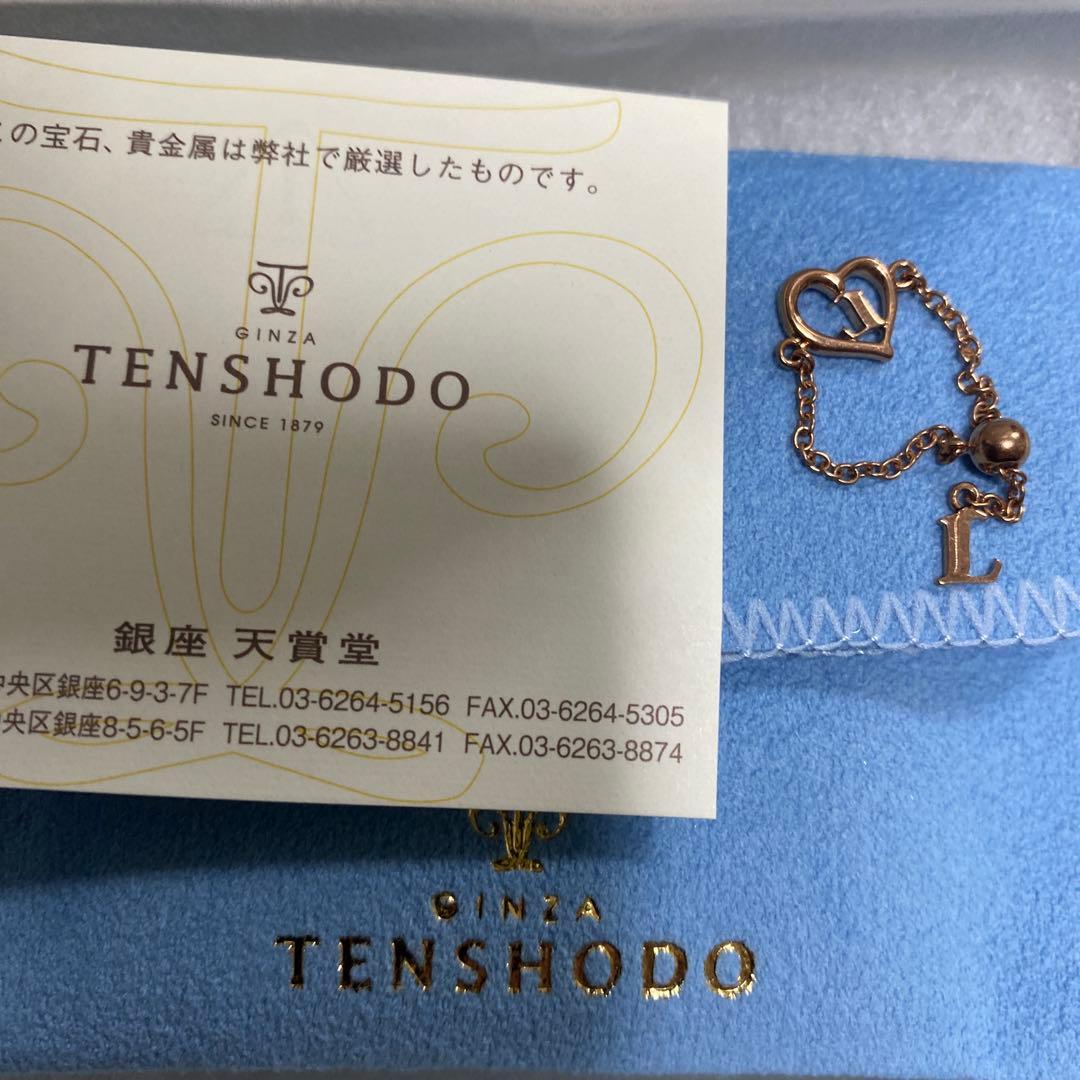 の宝石、貴金属は弊社で厳選したものです。
GINZA
TENSHODO
SINCE 1879
銀座 天賞堂
央区銀座6-9-3-7F TEL.03-6264-5156 FAX.03-6264-5305
央区銀座8-5-6-5F TEL.03-6263-8841 FAX.03-6263-8874
L
L
GINZA
TENSHODO